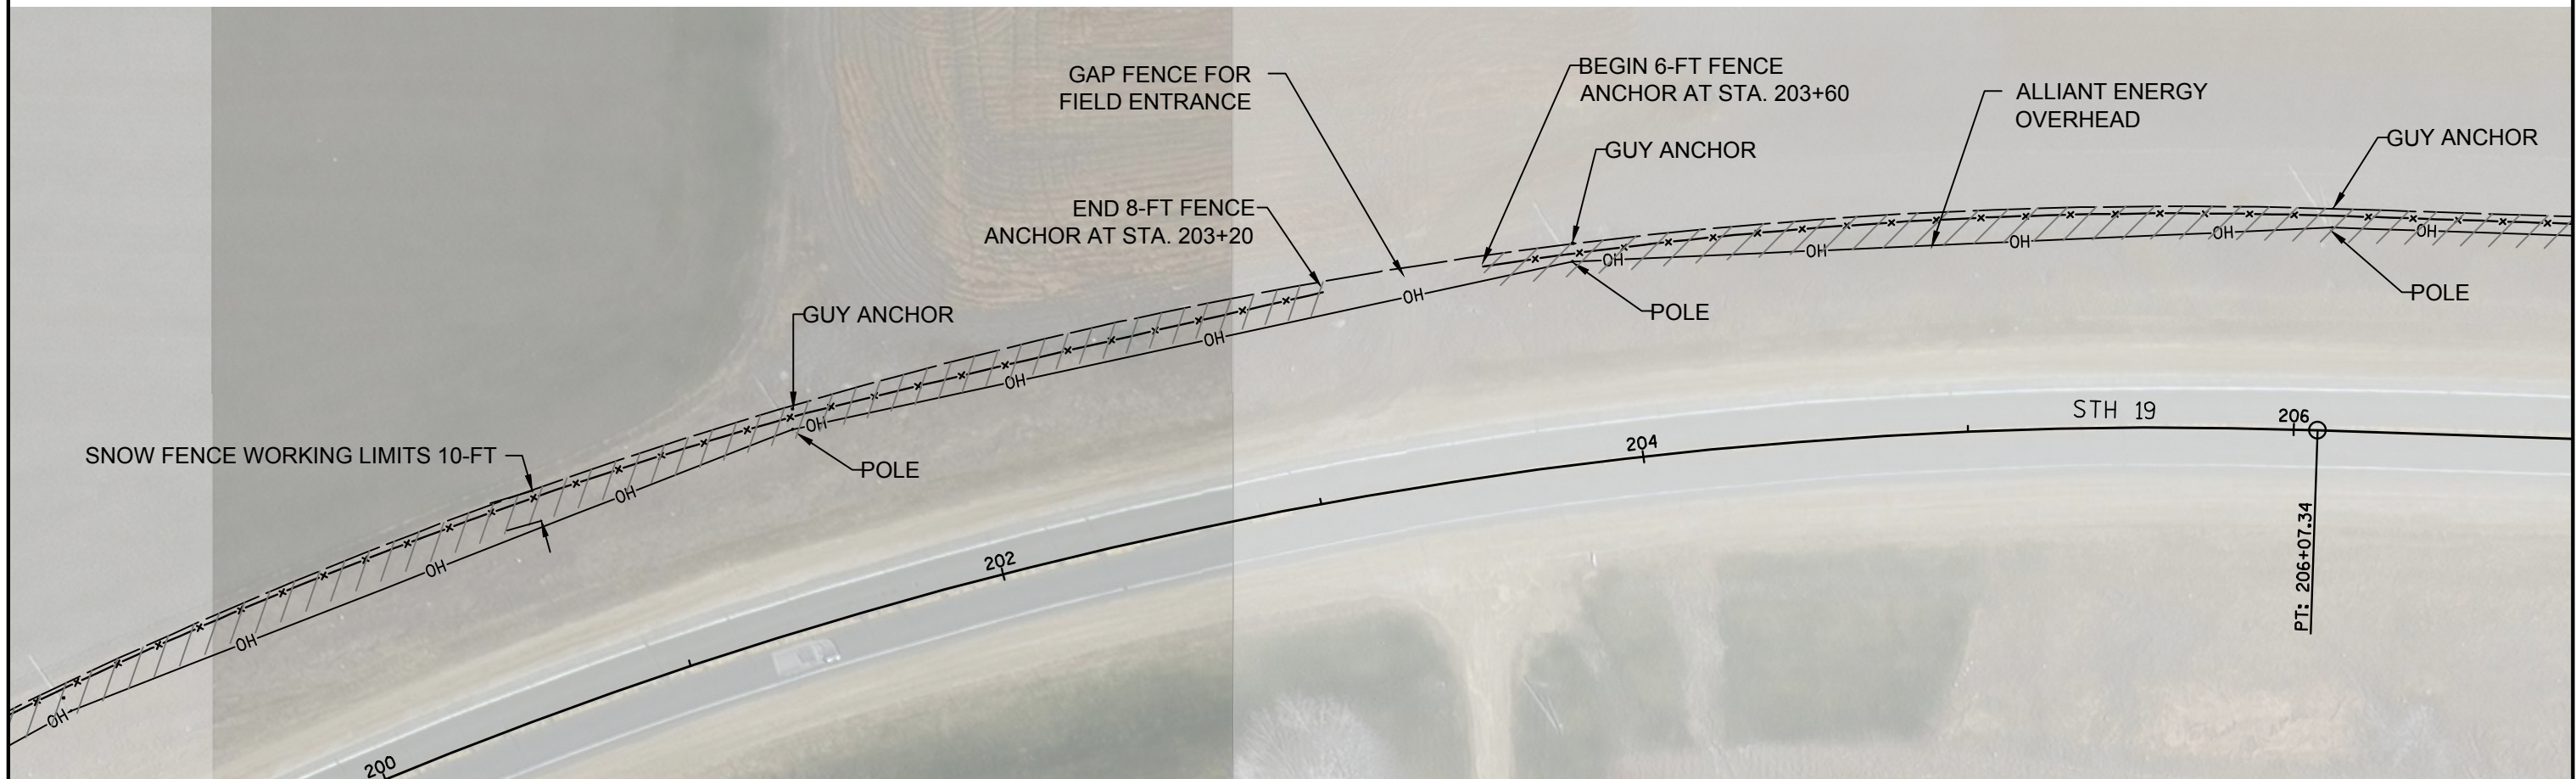 GAP FENCE FOR
FIELD ENTRANCE
BEGIN 6-FT FENCE
ANCHOR AT STA. 203+60
ALLIANT ENERGY
OVERHEAD
GUY ANCHOR
GUY ANCHOR
END 8-FT FENCE
ANCHOR AT STA. 203+20
GUY ANCHOR
POLE
POLE
SNOW FENCE WORKING LIMITS 10-FT
POLE
OH
OH
OH
OH
OH
OH
OH
OH
OH
OH
OH
OH
OH
STH 19
200
202
204
206
PT: 206+07.34